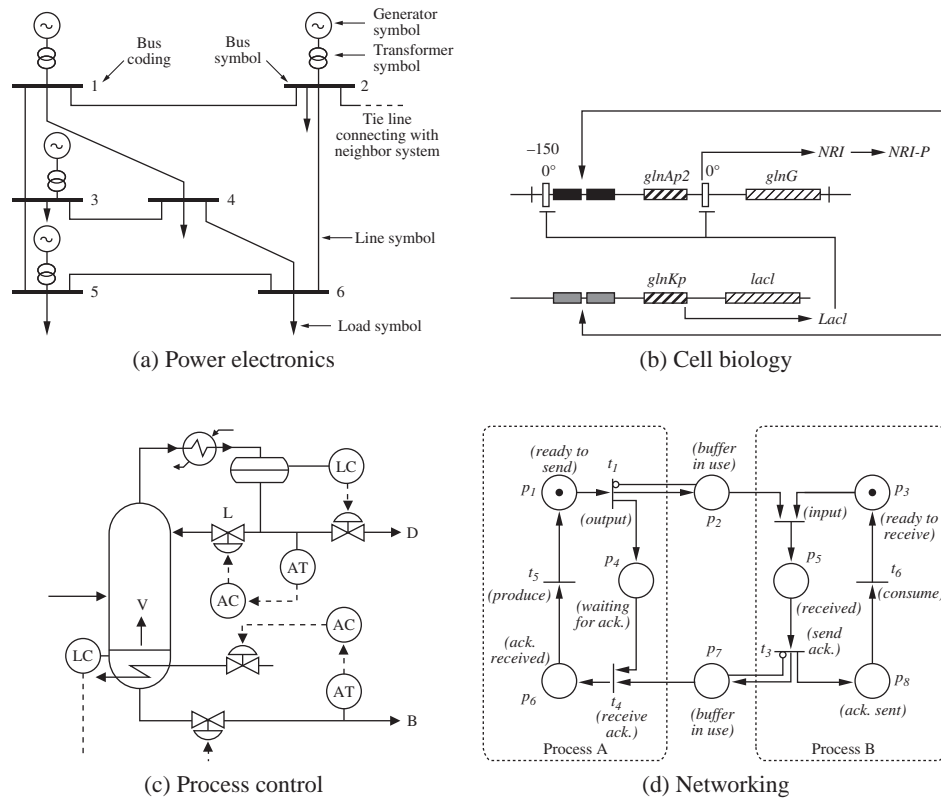 Generator
symbol
Bus
coding
Bus
symbol
Transformer
symbol
1
2
Tie line
connecting with
neighbor system
3
4
Line symbol
5
6
Load symbol
(a) Power electronics
–150
0°
0°
NRI
NRI-P
glnAp2
glnG
glnKp
lacl
Lacl
(b) Cell biology
LC
L
D
AT
AC
V
AC
LC
AT
B
(c) Process control
(ready to
send)
t1
(buffer
in use)
p1
p2
p3
(output)
(input)
(ready to
receive)
p4
p5
t5
(produce)
t6
(consume)
(waiting
for ack.)
(received)
(ack.
received)
p7
t3
(send
ack.)
p6
p8
t4
(receive
ack.)
(buffer
in use)
(ack. sent)
Process A
Process B
(d) Networking